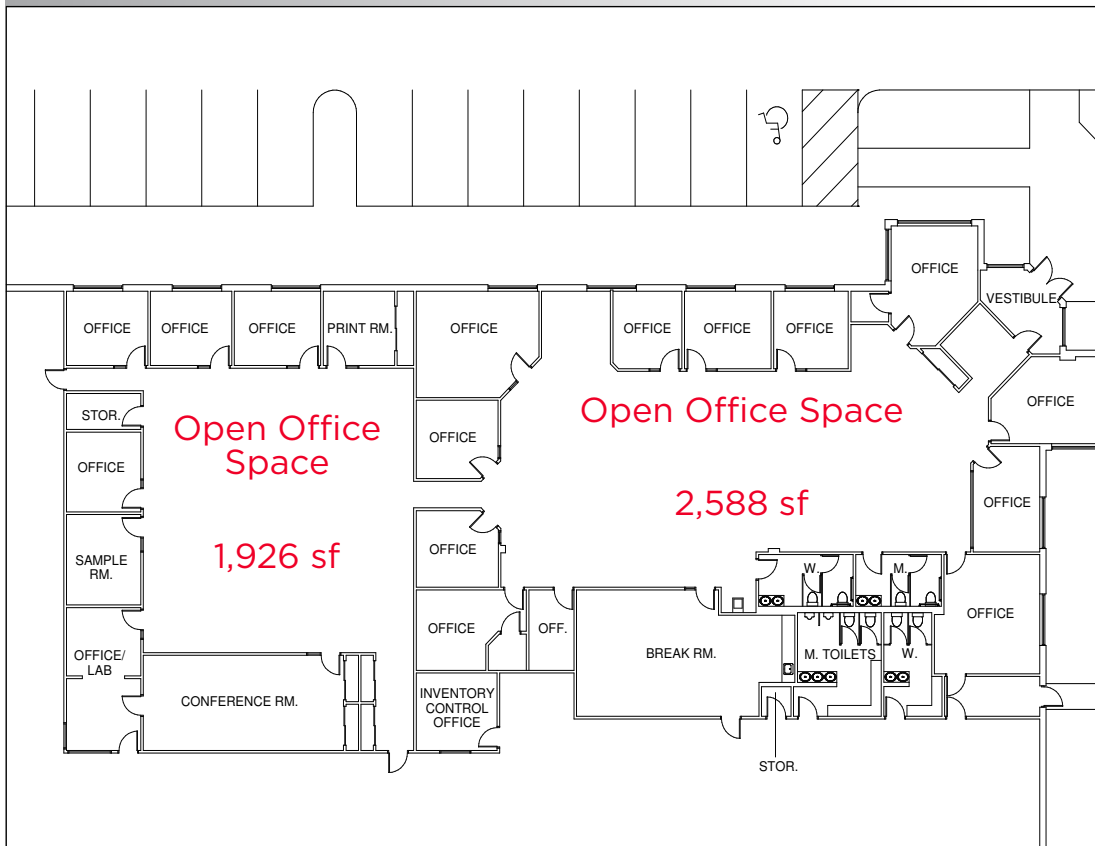 OFFICE
VESTIBULE
OFFICE
OFFICE
OFFICE
PRINT RM.
OFFICE
OFFICE
OFFICE
OFFICE
STOR.
Open Office
Space
1,926 sf
Open Office Space
2,588 sf
OFFICE
OFFICE
OFFICE
OFFICE
SAMPLE
RM.
OFFICE
W.
M.
OFFICE
OFFICE/
LAB
OFFICE
OFF.
BREAK RM.
M. TOILETS
W.
CONFERENCE RM.
INVENTORY
CONTROL
OFFICE
STOR.